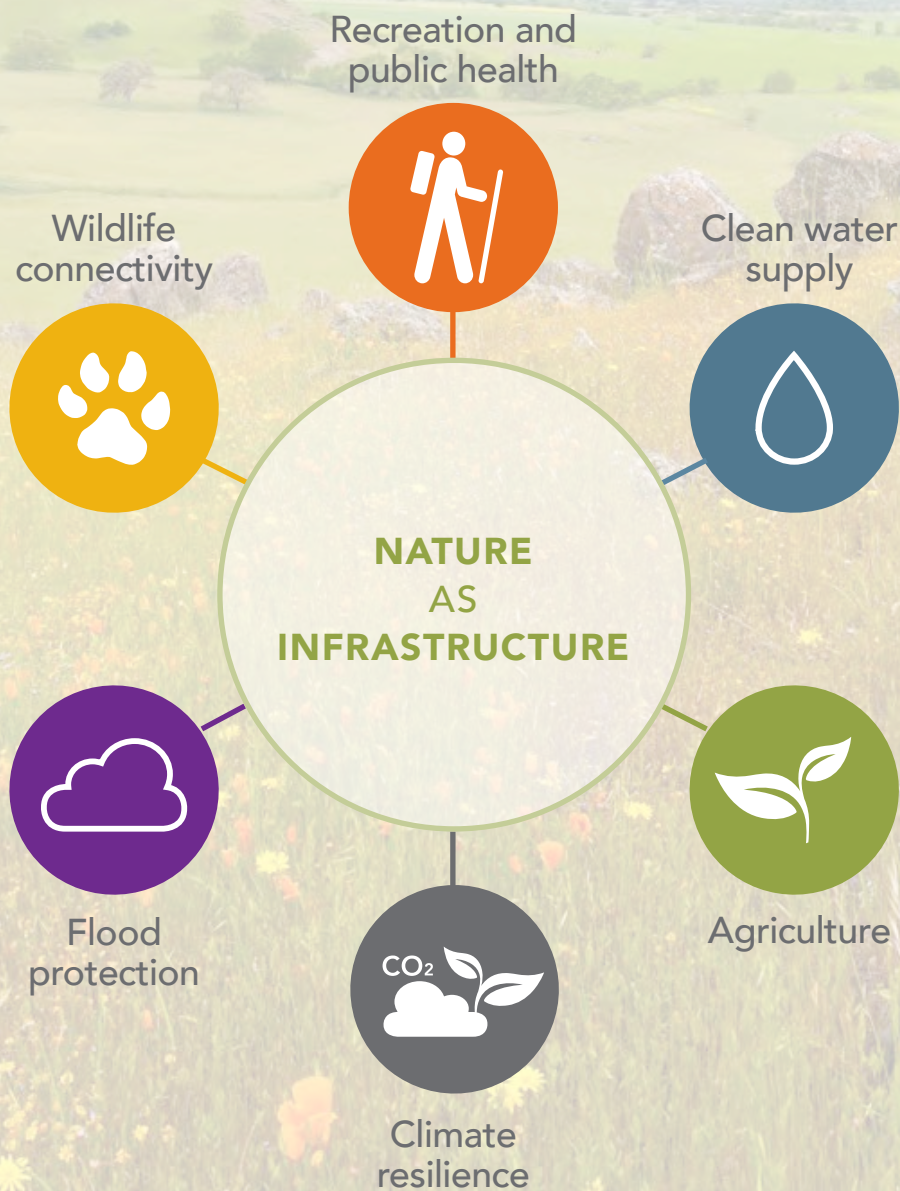 Recreation and
public health
Wildlife
connectivity
Clean water
supply
NATURE
AS
INFRASTRUCTURE
Flood
protection
Agriculture
CO₂
Climate
resilience